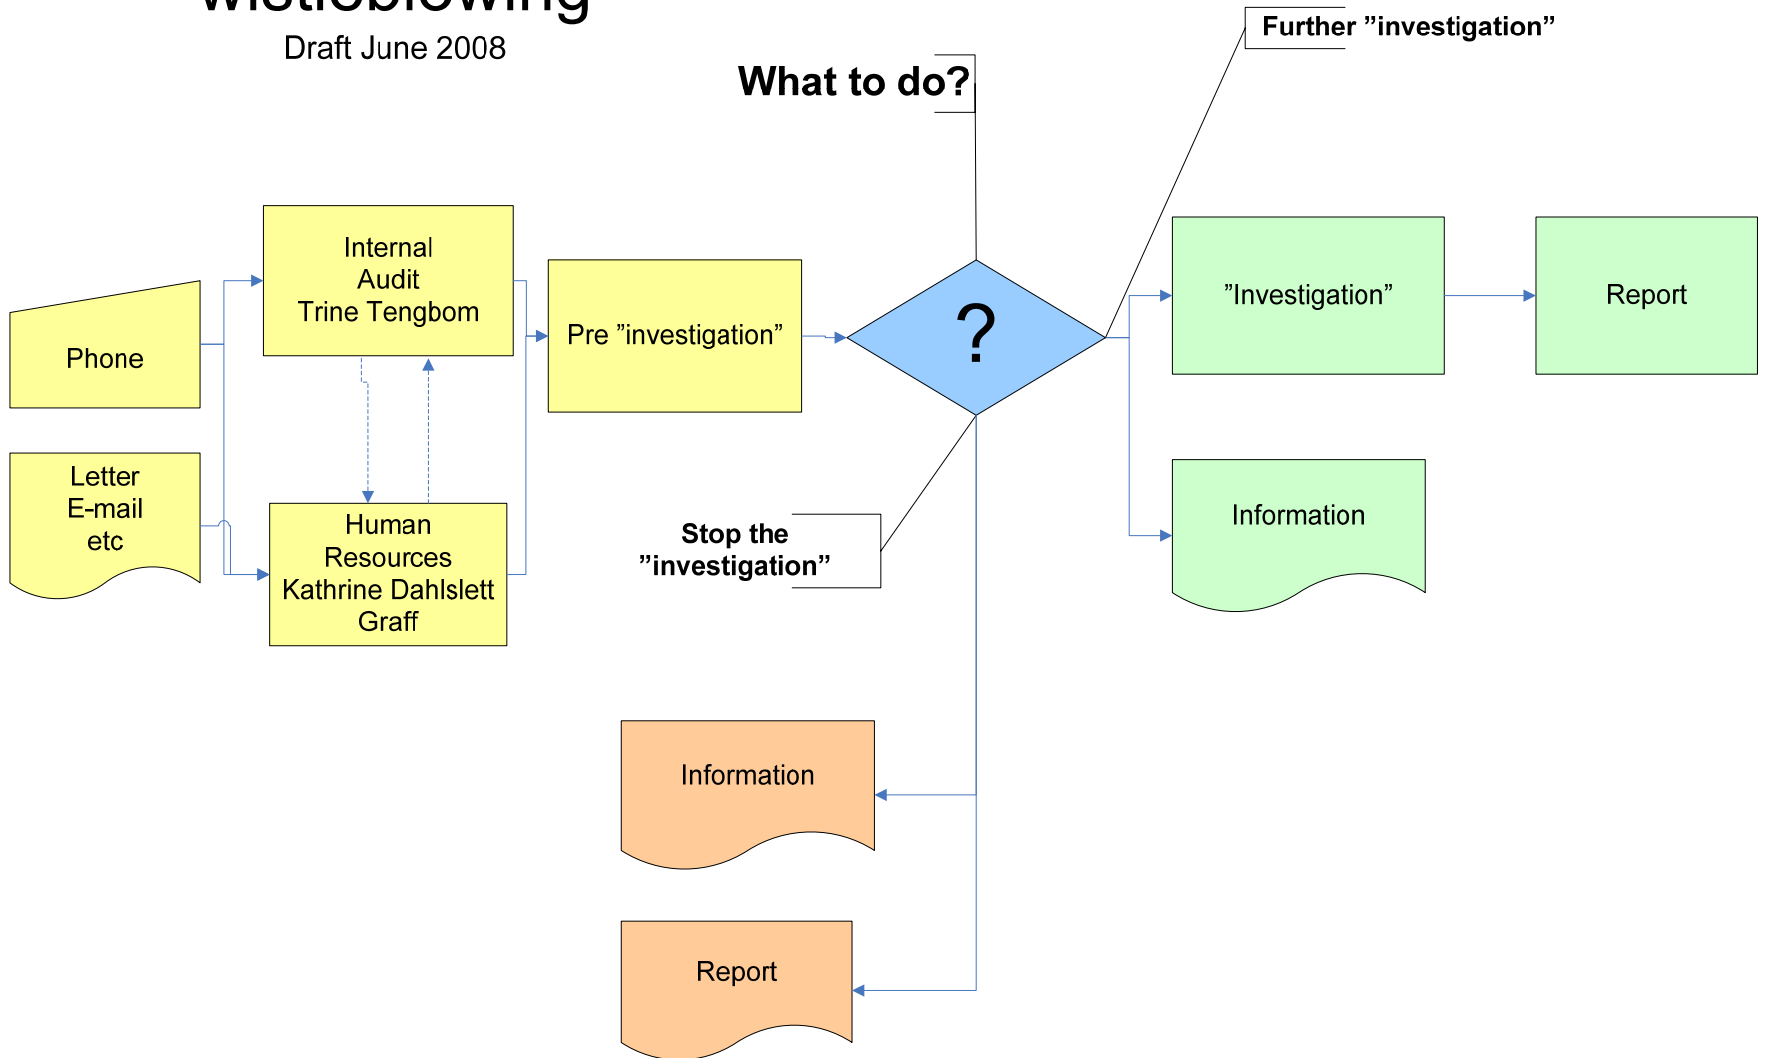 wistleblowing
Draft June 2008
Further ”investigation”
What to do?
Internal
Audit
Trine Tengbom
Phone
Pre ”investigation”
?
”Investigation”
Report
Letter
E-mail
etc
Human
Resources
Kathrine Dahlslett
Graff
Stop the
”investigation”
Information
Information
Report